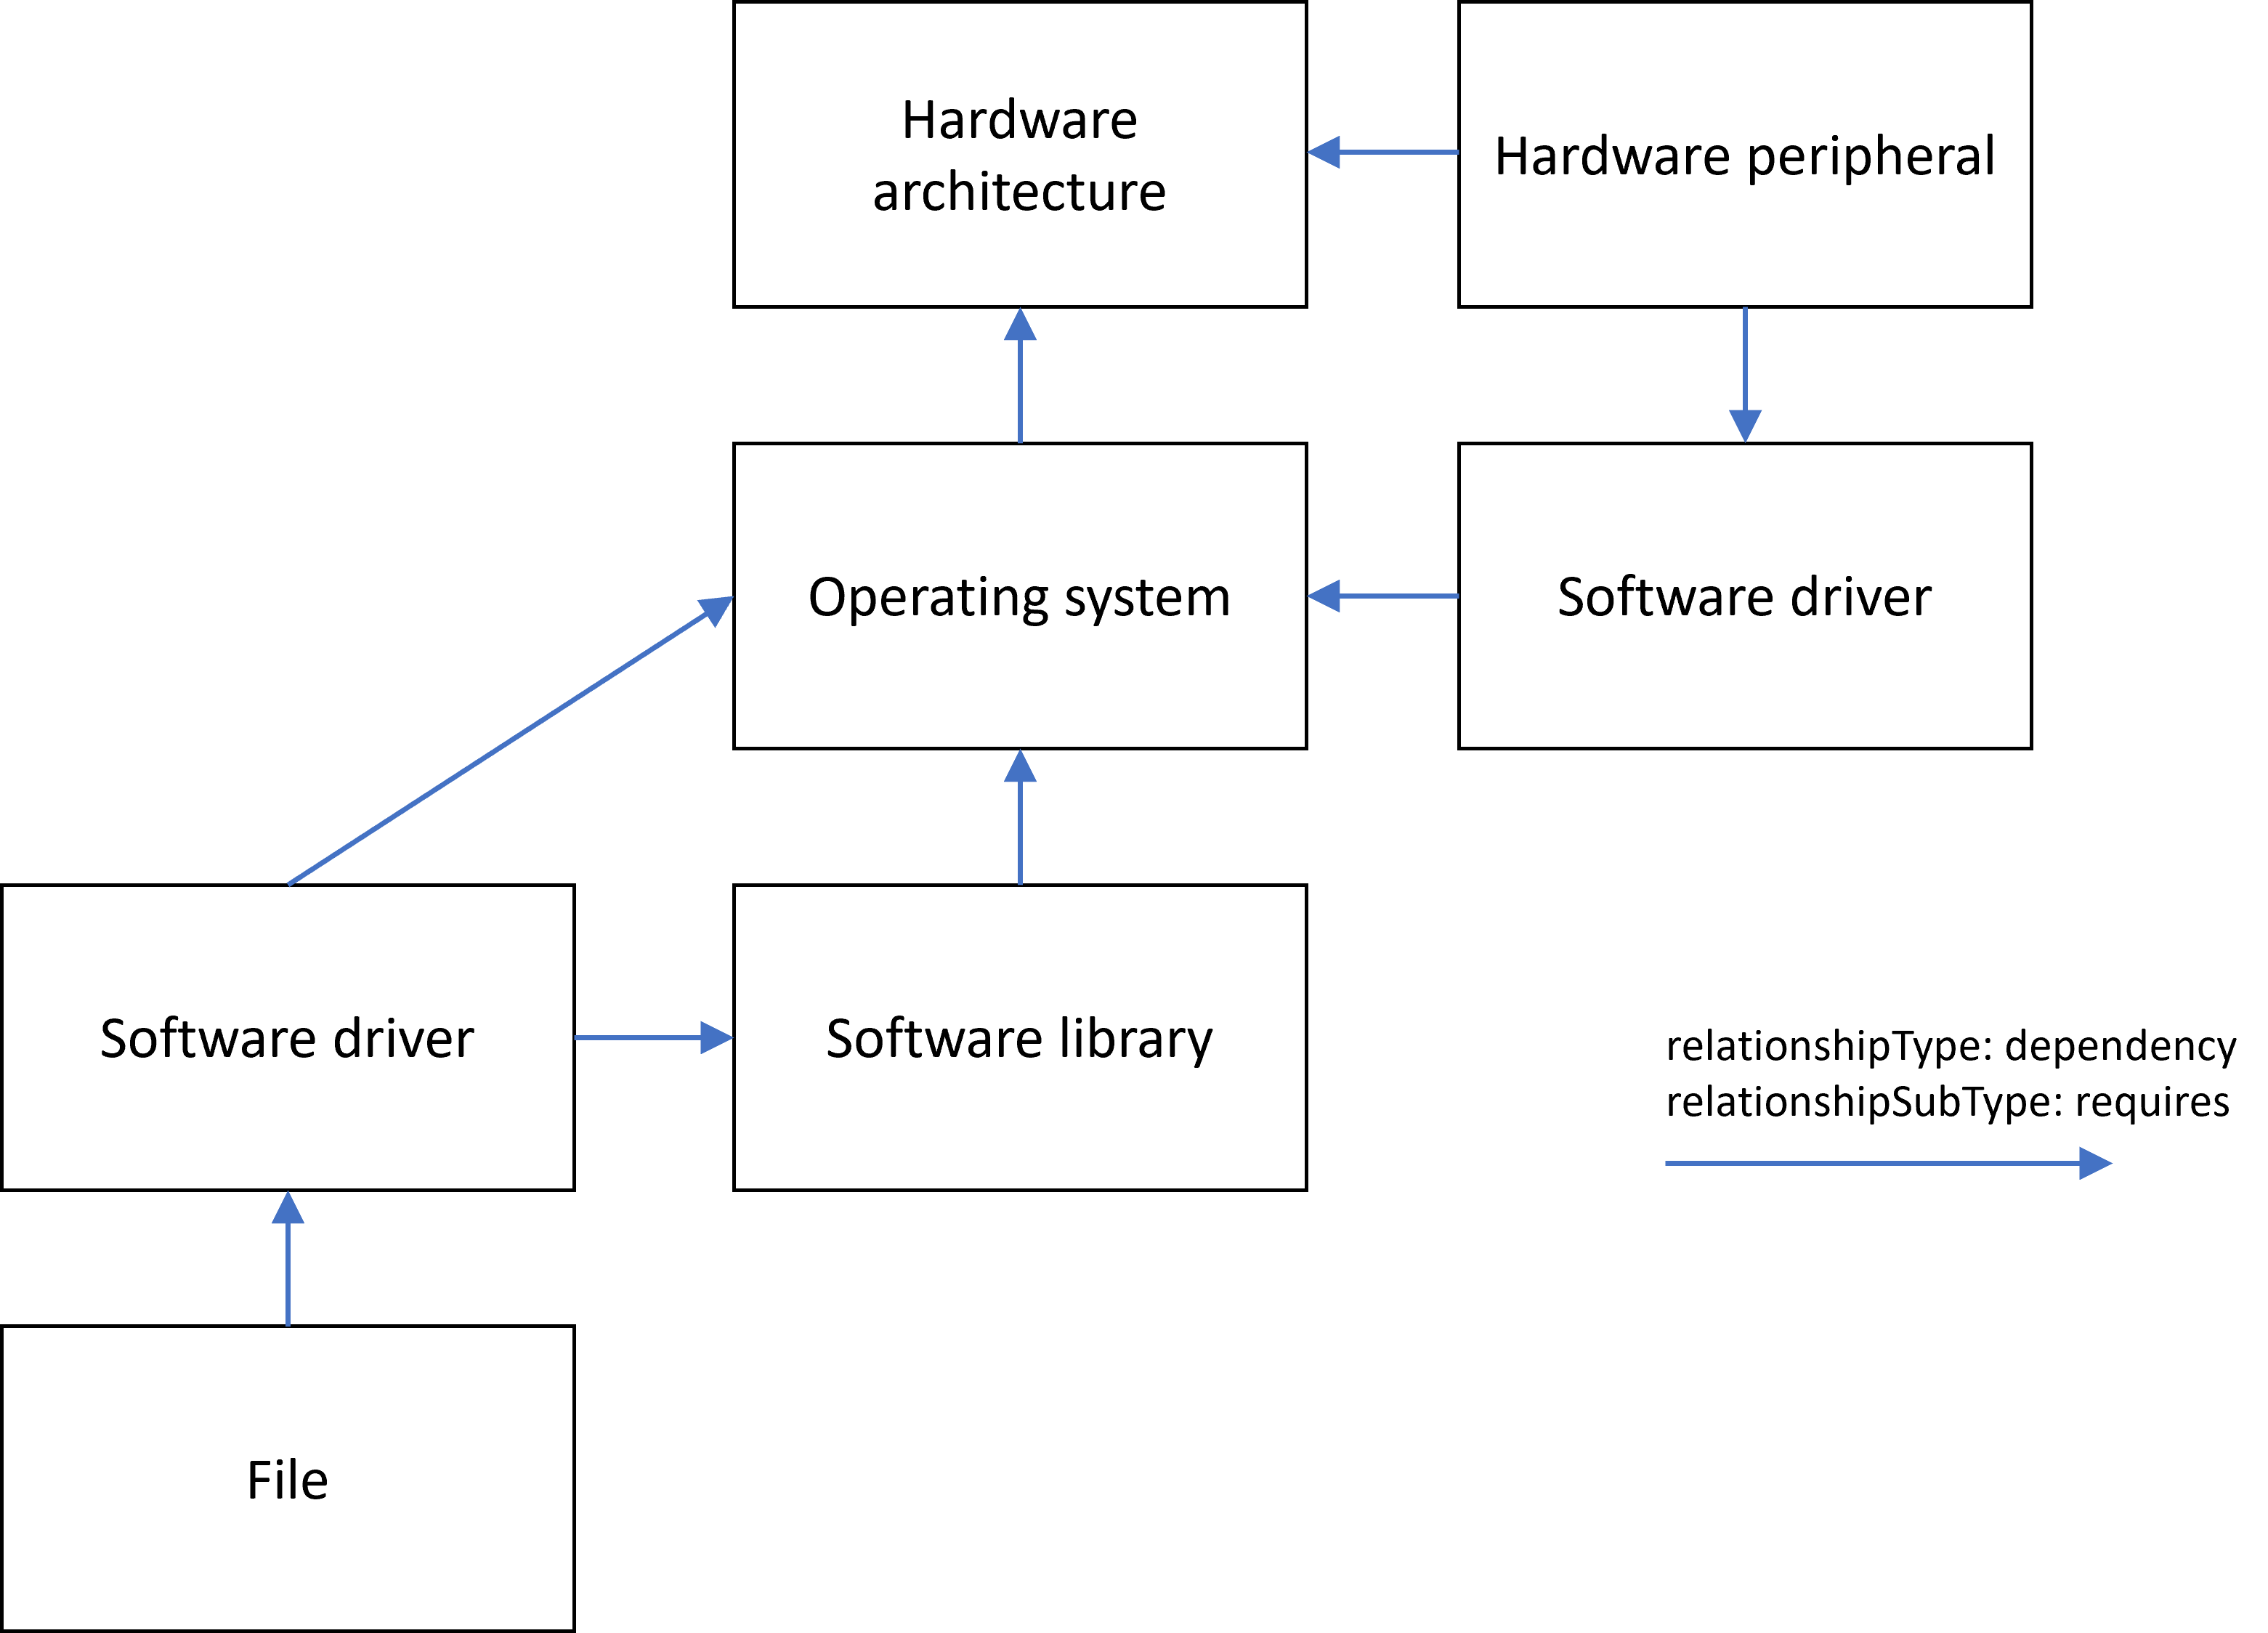 Hardware
architecture
Hardware peripheral
Operating system
Software driver
Software driver
Software library
relationshipType: dependency
relationshipSubType: requires
File